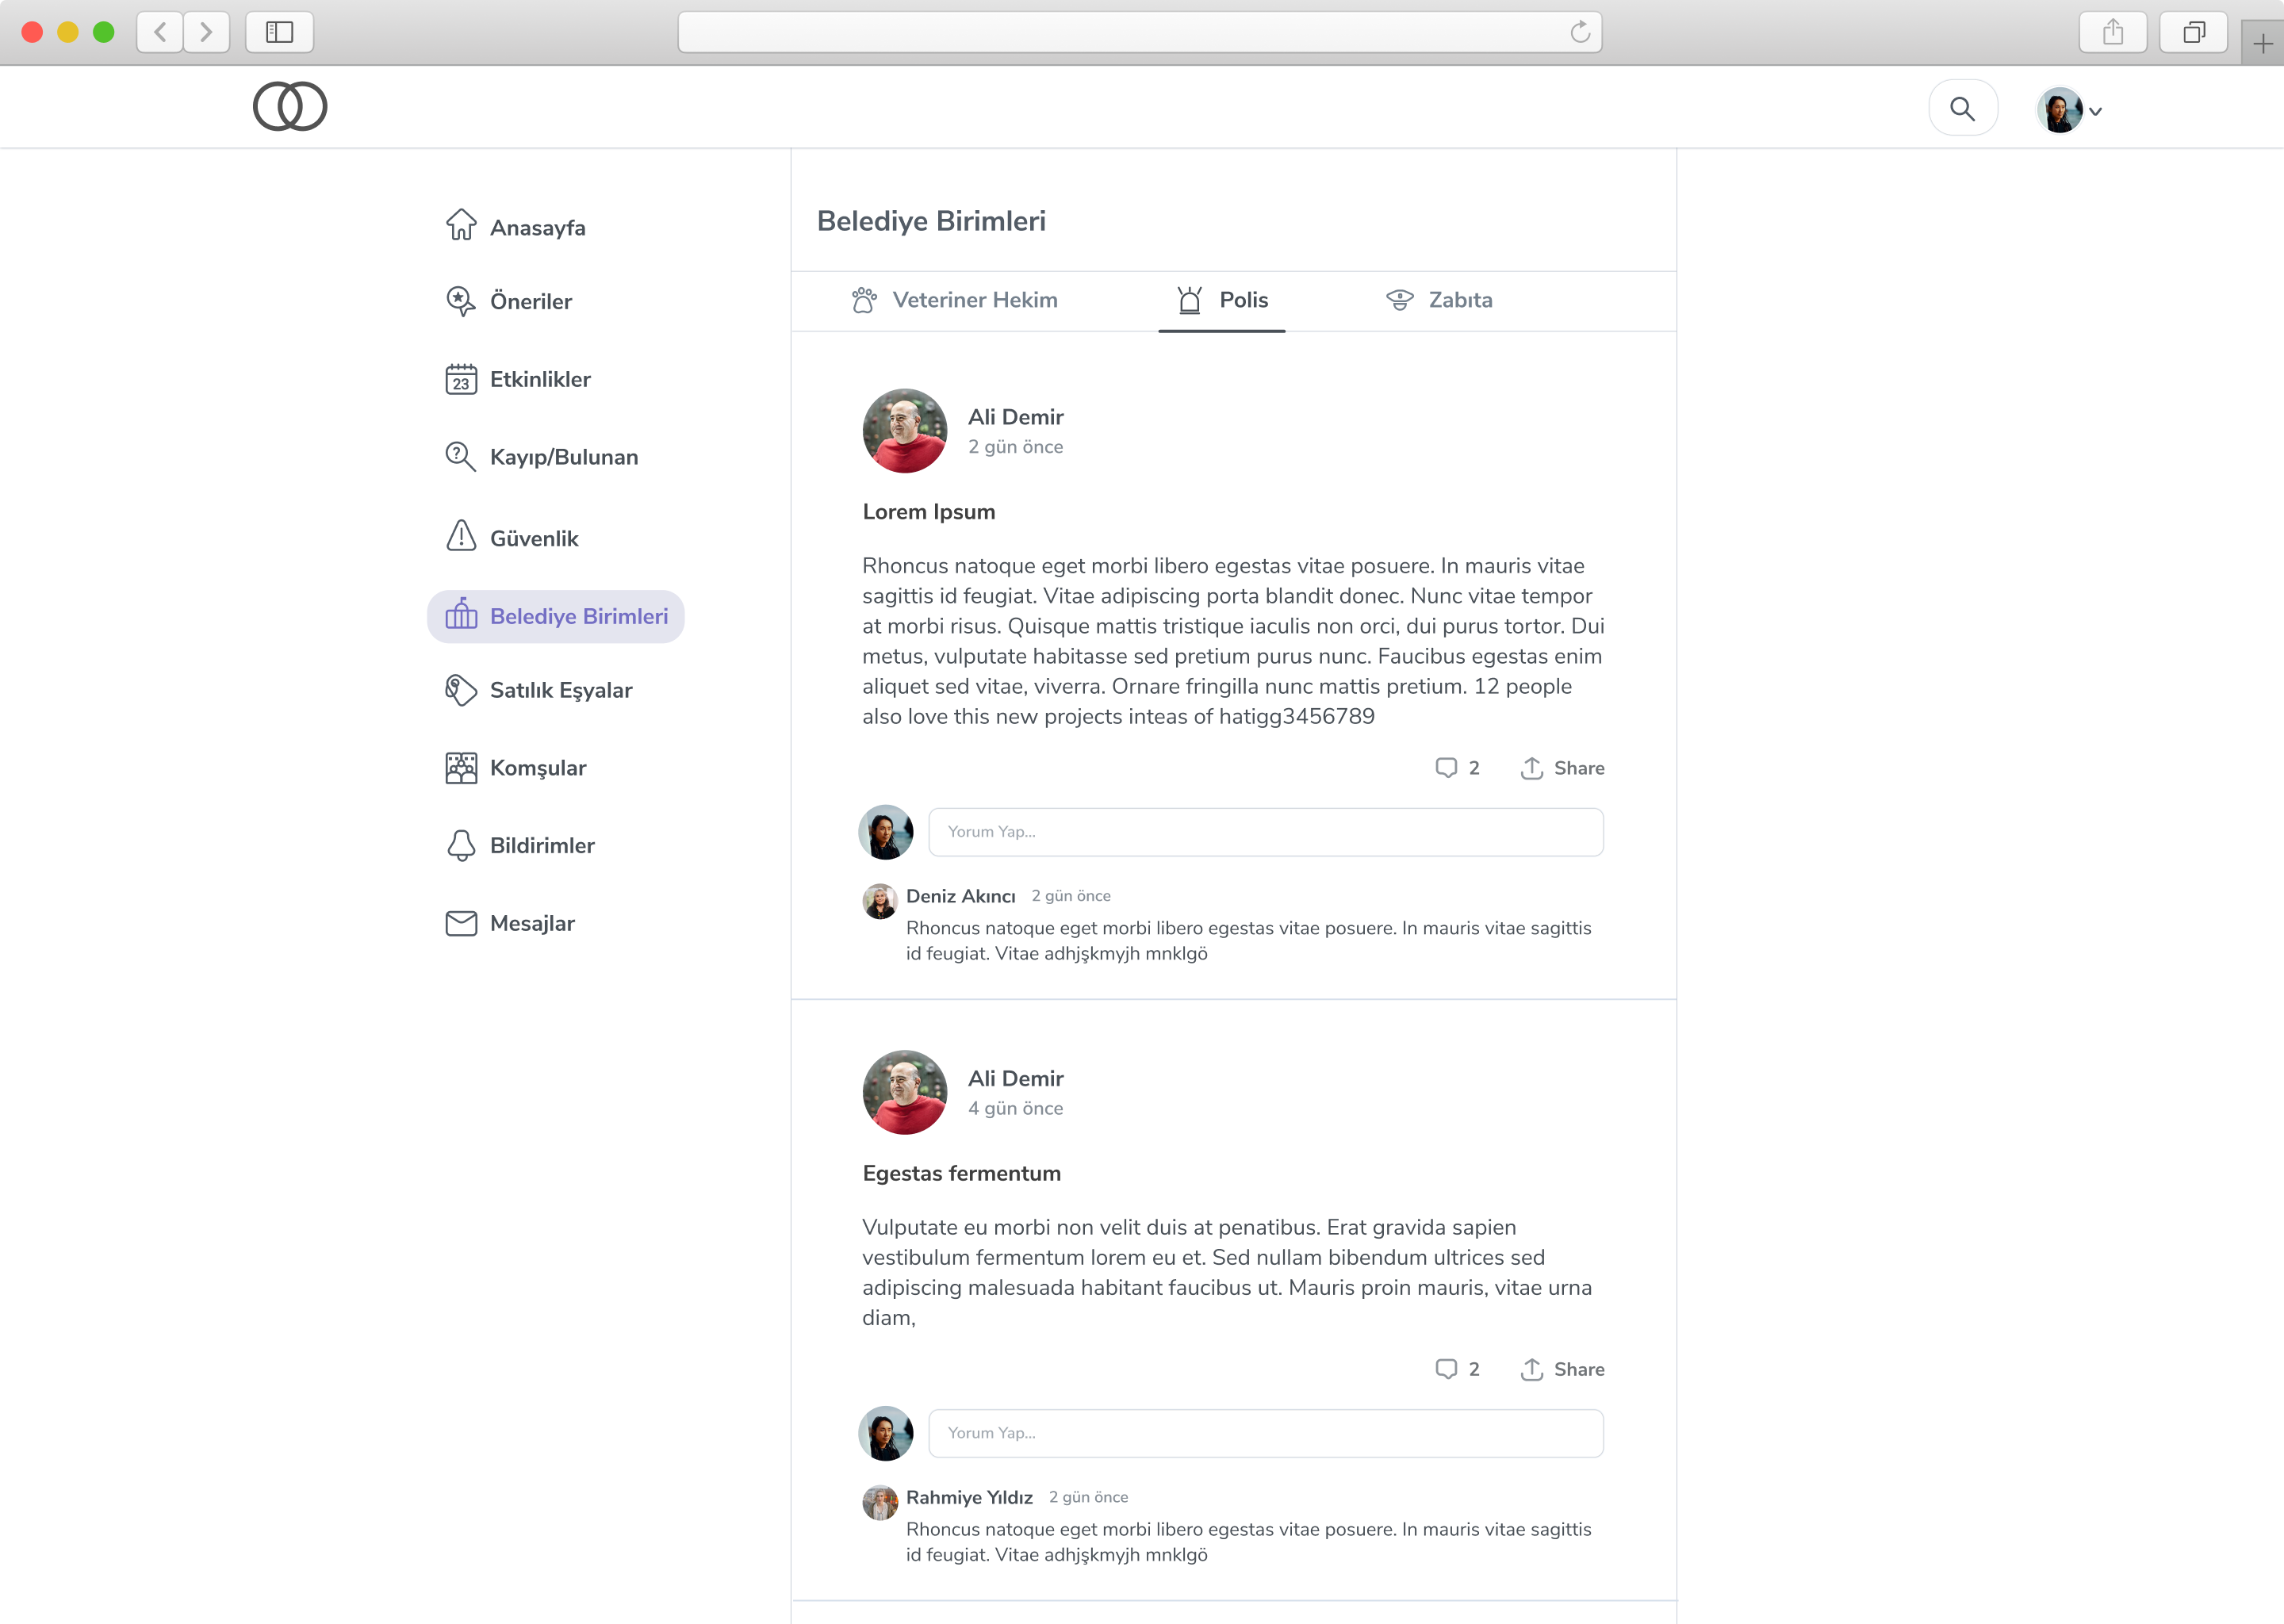 Anasayfa
Öneriler
23
Etkinlikler
Kayıp/Bulunan
Güvenlik
Belediye Birimleri
Satılık Eşyalar
Komşular
Bildirimler
Mesajlar
Belediye Birimleri
Veteriner Hekim
Polis
Zabıta
Ali Demir
2 gün önce
Lorem Ipsum
Rhoncus natoque eget morbi libero egestas vitae posuere. In mauris vitae
sagittis id feugiat. Vitae adipiscing porta blandit donec. Nunc vitae tempor
at morbi risus. Quisque mattis tristique iaculis non orci, dui purus tortor. Dui
metus, vulputate habitasse sed pretium purus nunc. Faucibus egestas enim
aliquet sed vitae, viverra. Ornare fringilla nunc mattis pretium. 12 people
also love this new projects inteas of hatigg3456789
2 Share
Yorum Yap...
Deniz Akıncı 2 gün önce
Rhoncus natoque eget morbi libero egestas vitae posuere. In mauris vitae sagittis
id feugiat. Vitae adhjşkmyjh mnklgö
Ali Demir
4 gün önce
Egestas fermentum
Vulputate eu morbi non velit duis at penatibus. Erat gravida sapien
vestibulum fermentum lorem eu et. Sed nullam bibendum ultrices sed
adipiscing malesuada habitant faucibus ut. Mauris proin mauris, vitae urna
diam,
2 Share
Yorum Yap...
Rahmiye Yıldız 2 gün önce
Rhoncus natoque eget morbi libero egestas vitae posuere. In mauris vitae sagittis
id feugiat. Vitae adhjşkmyjh mnklgö